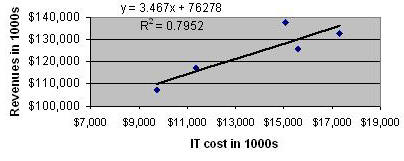 y = 3.467x + 76278
R² = 0.7952
Revenues in 1000s
$140,000
$130,000
$120,000
$110,000
$100,000
$7,000 $9,000 $11,000 $13,000 $15,000 $17,000 $19,000
IT cost in 1000s